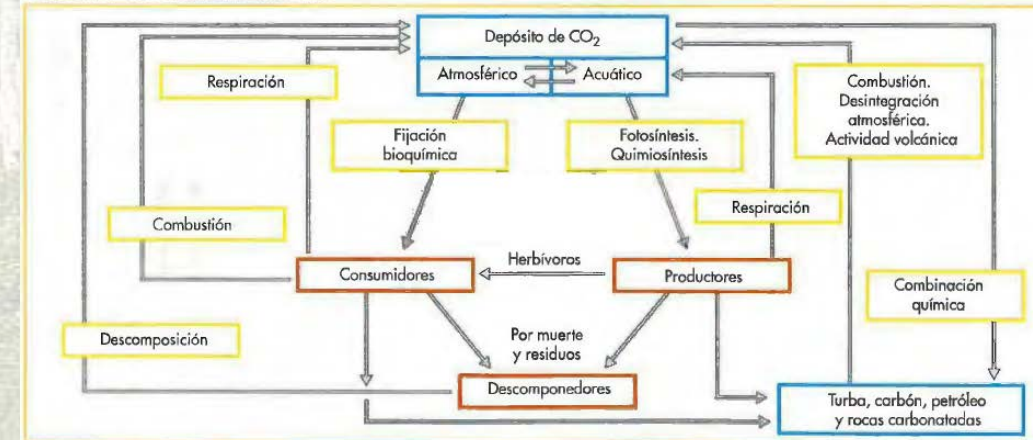 Depósito de CO₂
Atmosférico
Acuático
Respiración
Combustión.
Desintegración
atmosférica.
Actividad volcánica
Fijación
bioquímica
Fotosíntesis.
Quimiosíntesis
Combustión
Respiración
Consumidores
Herbívoros
Productores
Combinación
química
Descomposición
Por muerte
y residuos
Descomponedores
Turba, carbón, petróleo
y rocas carbonatadas